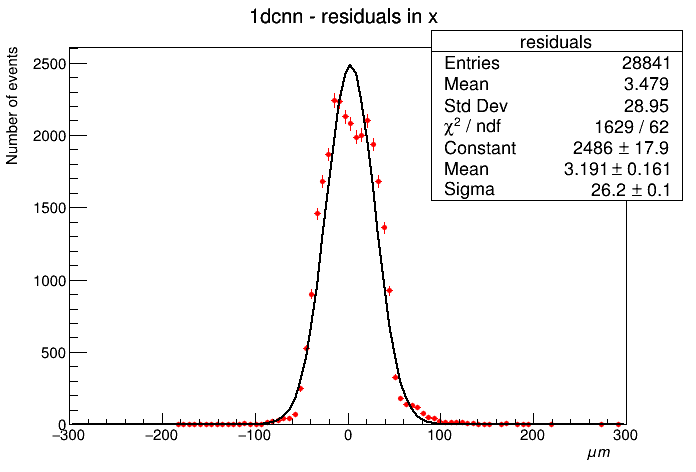 1dcnn - residuals in x
residuals
Entries 28841
Mean 3.479
Std Dev 28.95
χ² / ndf 1629 / 62
Constant 2486 ± 17.9
Mean 3.191 ± 0.161
Sigma 26.2 ± 0.1
Number of events
2500
2000
1500
1000
500
0
−300 −200 −100 0 100 200 300
μm